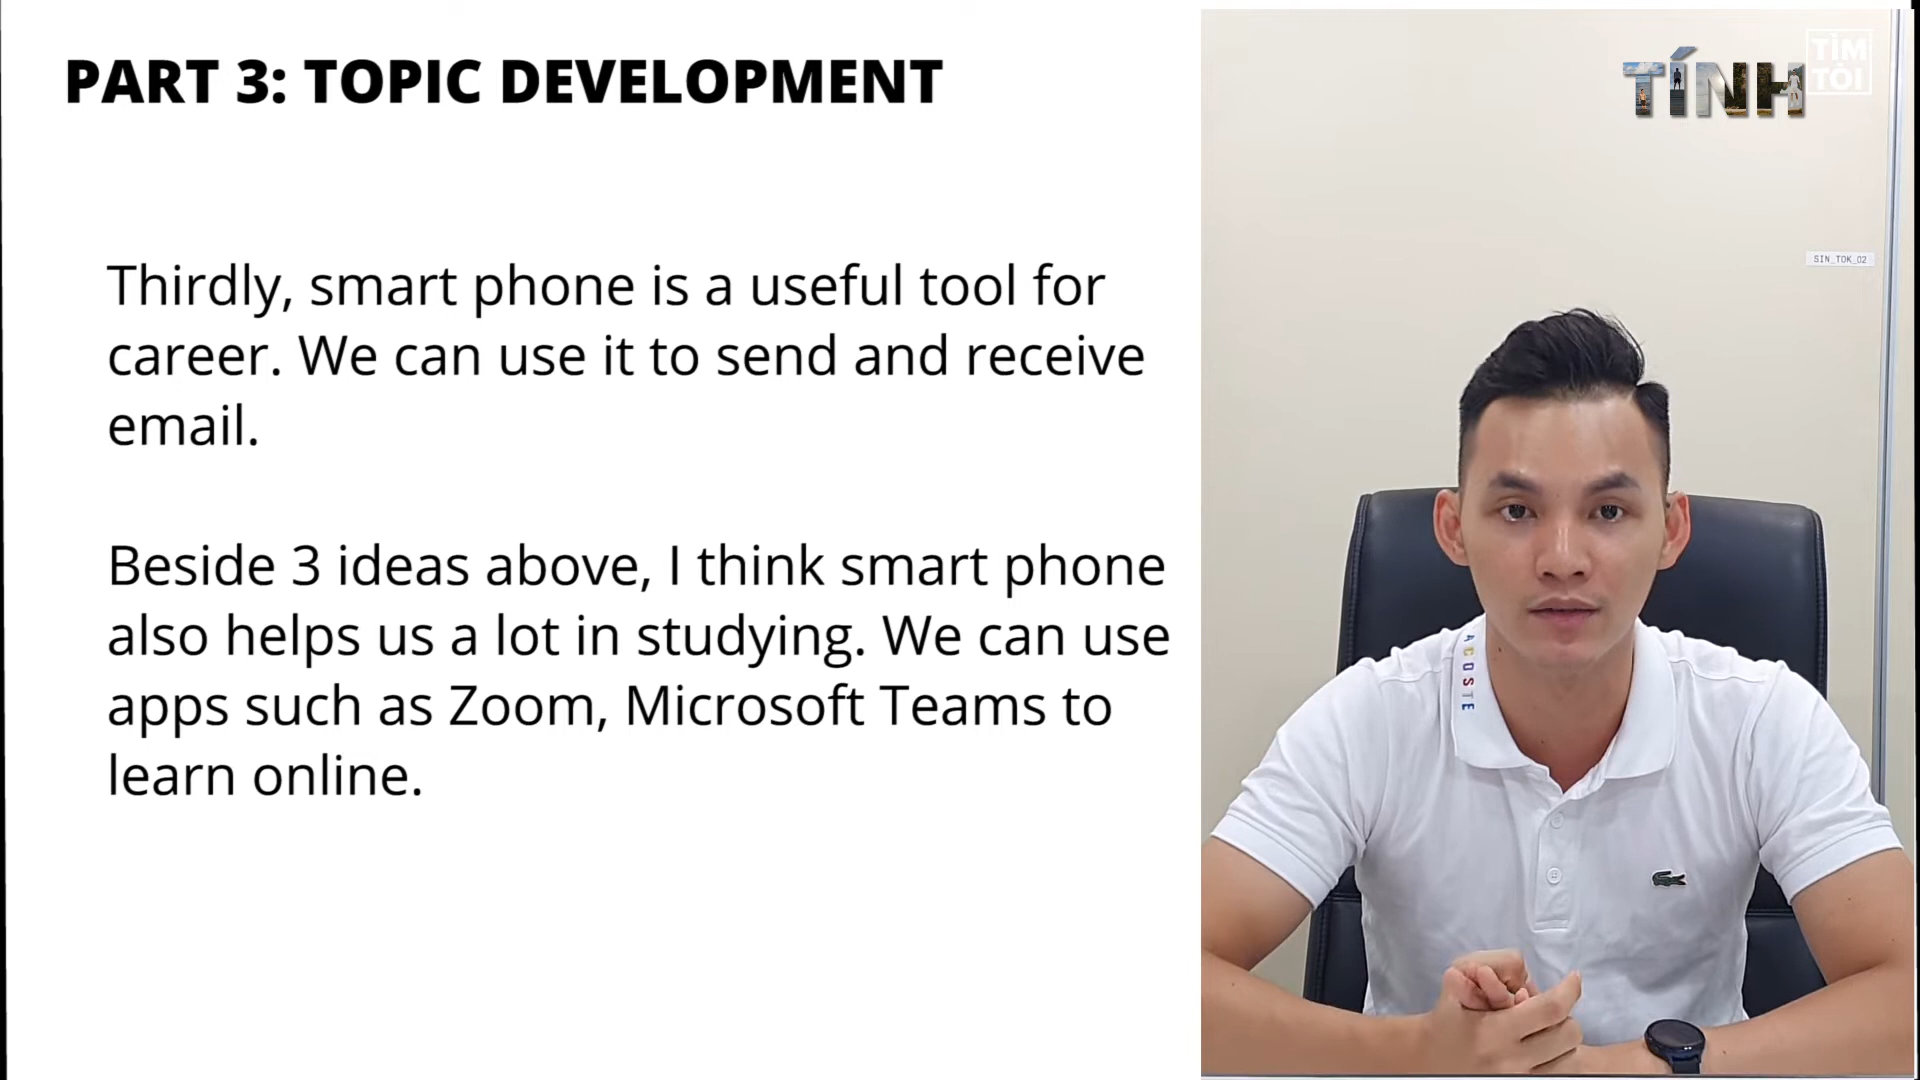 PART 3: TOPIC DEVELOPMENT
TÍNH
TÌM
TÒI
SIN_TOK_02
Thirdly, smart phone is a useful tool for
career. We can use it to send and receive
email.
Beside 3 ideas above, I think smart phone
also helps us a lot in studying. We can use
apps such as Zoom, Microsoft Teams to
learn online.
ACOSTE